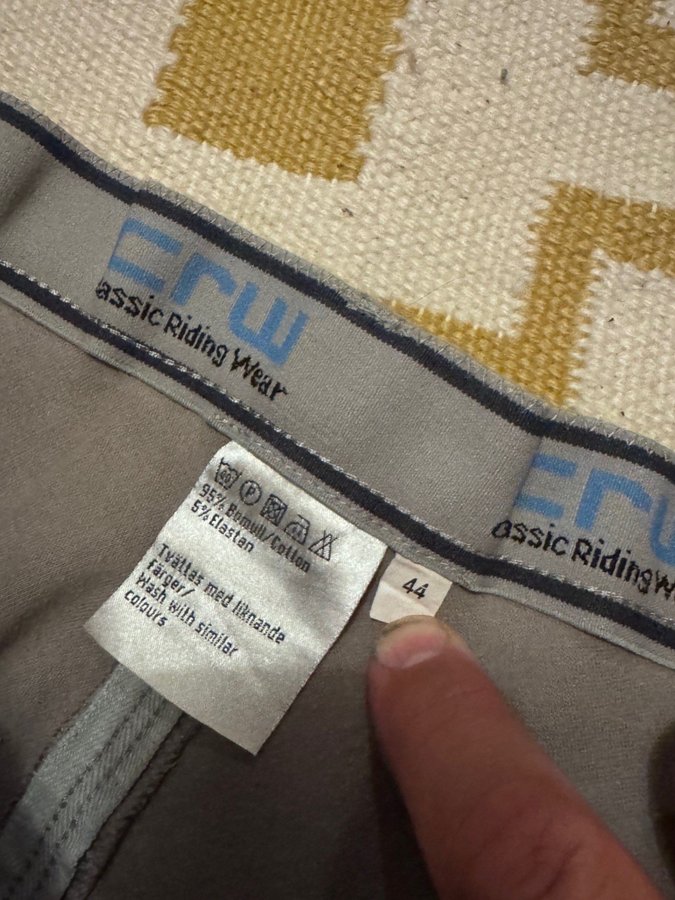 crw
assic Riding Wear
crw
assic Riding W
60
P
95% Bomull/Cotton
5% Elastan
Tvättas med liknande
färger/
Wash with similar
colours
44